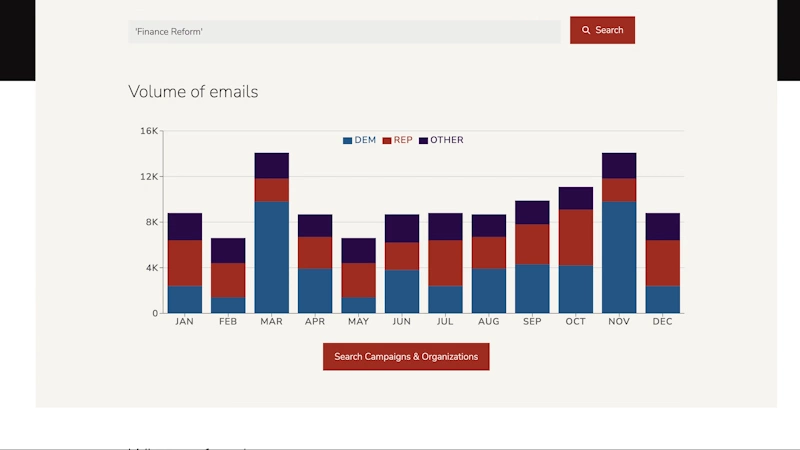 'Finance Reform'
Search
Volume of emails
DEM REP OTHER
16K
12K
8K
4K
0
JAN FEB MAR APR MAY JUN JUL AUG SEP OCT NOV DEC
Search Campaigns & Organizations